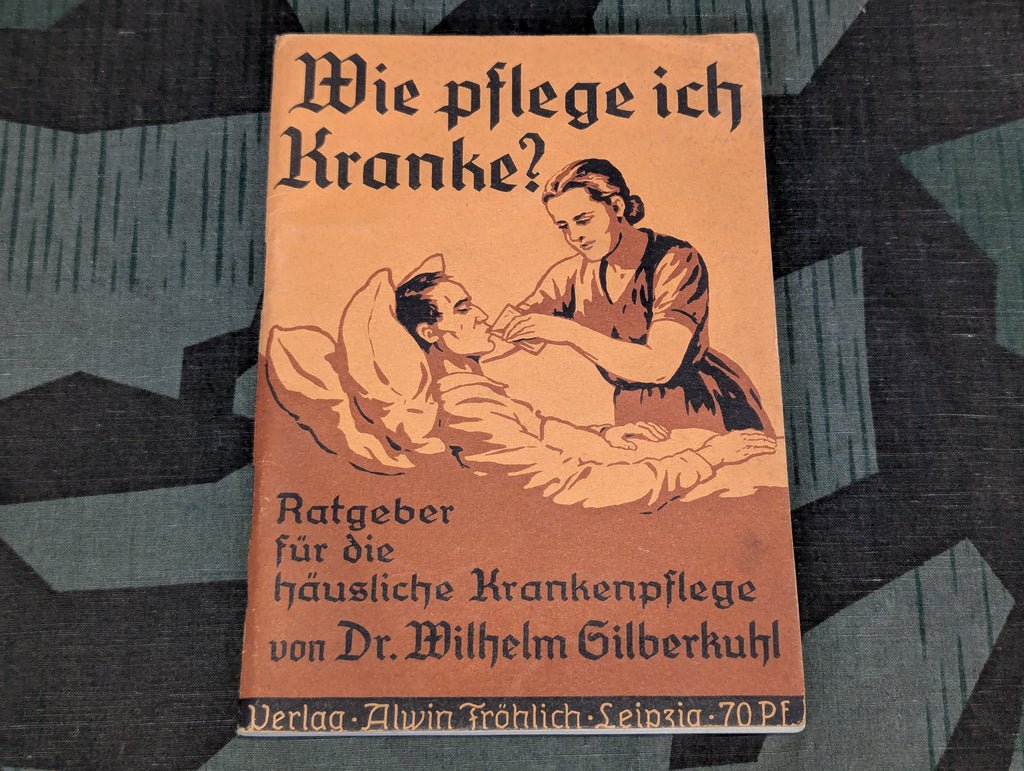 Wie pflege ich
Kranke?
Ratgeber
für die
häusliche Krankenpflege
von Dr. Wilhelm Gilberkuhl
Verlag · Alwin Fröhlich · Leipzig · 70 Pf.